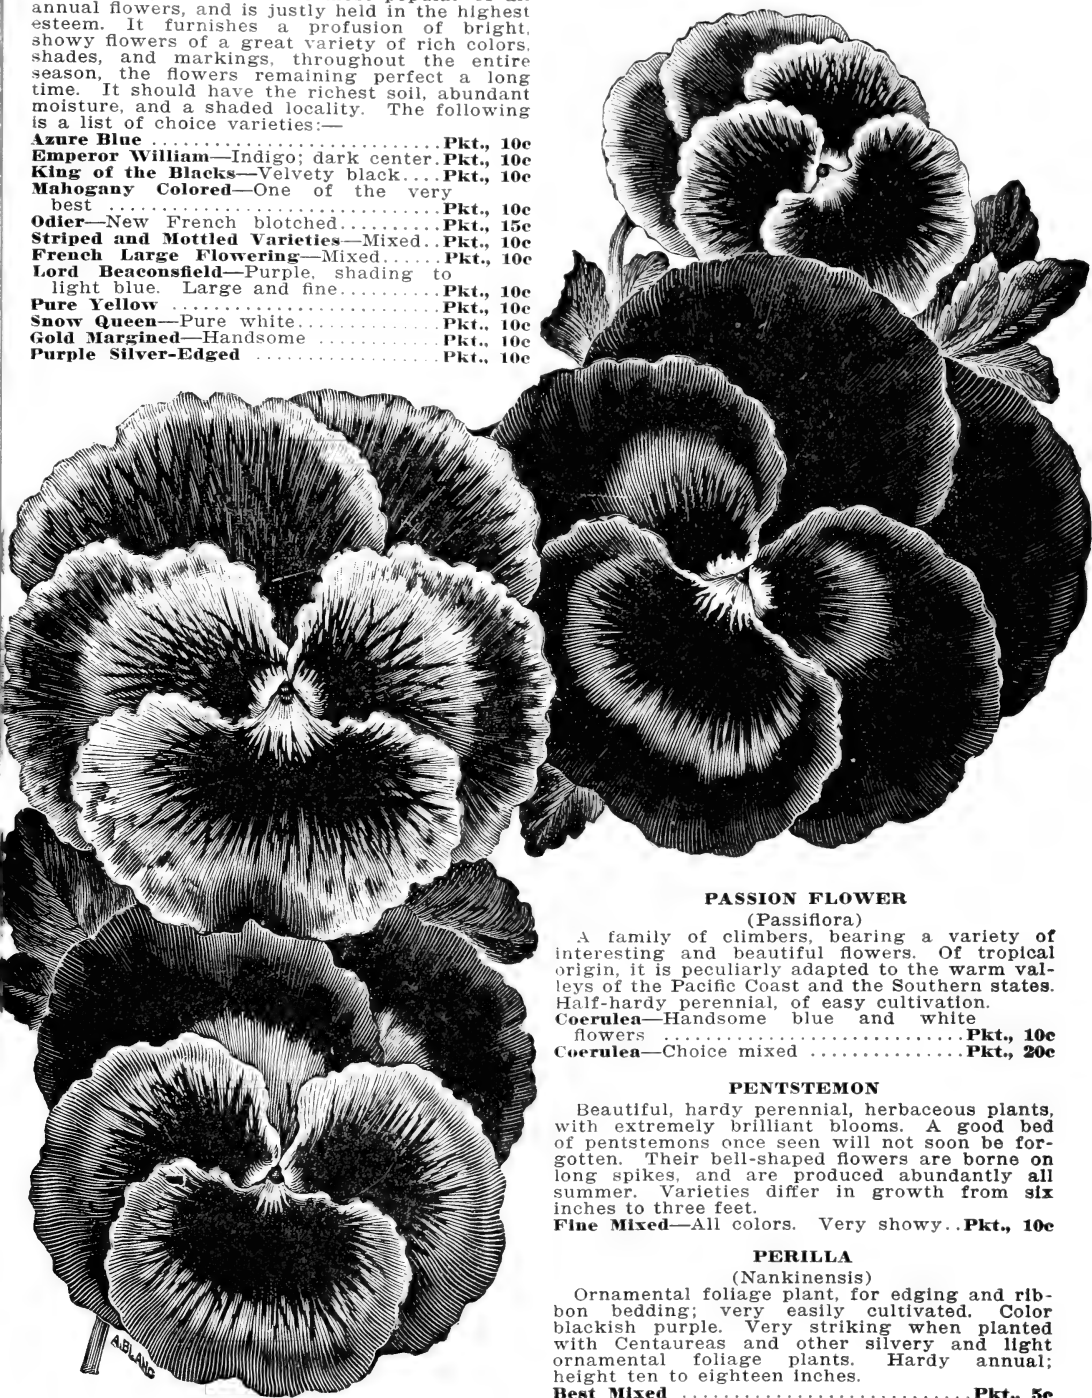 annual flowers, and is justly held in the highest
esteem. It furnishes a profusion of bright,
showy flowers of a great variety of rich colors,
shades, and markings, throughout the entire
season, the flowers remaining perfect a long
time. It should have the richest soil, abundant
moisture, and a shaded locality. The following
is a list of choice varieties:—
Azure Blue ..............................Pkt., 10c
Emperor William—Indigo; dark center.Pkt., 10c
King of the Blacks—Velvety black....Pkt., 10c
Mahogany Colored—One of the very
best ..................................Pkt., 10c
Odier—New French blotched..........Pkt., 15c
Striped and Mottled Varieties—Mixed..Pkt., 10c
French Large Flowering—Mixed......Pkt., 10c
Lord Beaconsfield—Purple, shading to
light blue. Large and fine..........Pkt., 10c
Pure Yellow ...........................Pkt., 10c
Snow Queen—Pure white..............Pkt., 10c
Gold Margined—Handsome ............Pkt., 10c
Purple Silver-Edged ..................Pkt., 10c
PASSION FLOWER
(Passiflora)
A family of climbers, bearing a variety of
interesting and beautiful flowers. Of tropical
origin, it is peculiarly adapted to the warm val-
leys of the Pacific Coast and the Southern states.
Half-hardy perennial, of easy cultivation.
Coerulea—Handsome blue and white
flowers .............................Pkt., 10c
Coerulea—Choice mixed ...............Pkt., 20c
PENTSTEMON
Beautiful, hardy perennial, herbaceous plants,
with extremely brilliant blooms. A good bed
of pentstemons once seen will not soon be for-
gotten. Their bell-shaped flowers are borne on
long spikes, and are produced abundantly all
summer. Varieties differ in growth from six
inches to three feet.
Fine Mixed—All colors. Very showy..Pkt., 10c
PERILLA
(Nankinensis)
Ornamental foliage plant, for edging and rib-
bon bedding; very easily cultivated. Color
blackish purple. Very striking when planted
with Centaureas and other silvery and light
ornamental foliage plants. Hardy annual;
height ten to eighteen inches.
Best Mixed ............................Pkt., 5c
A.BLANC